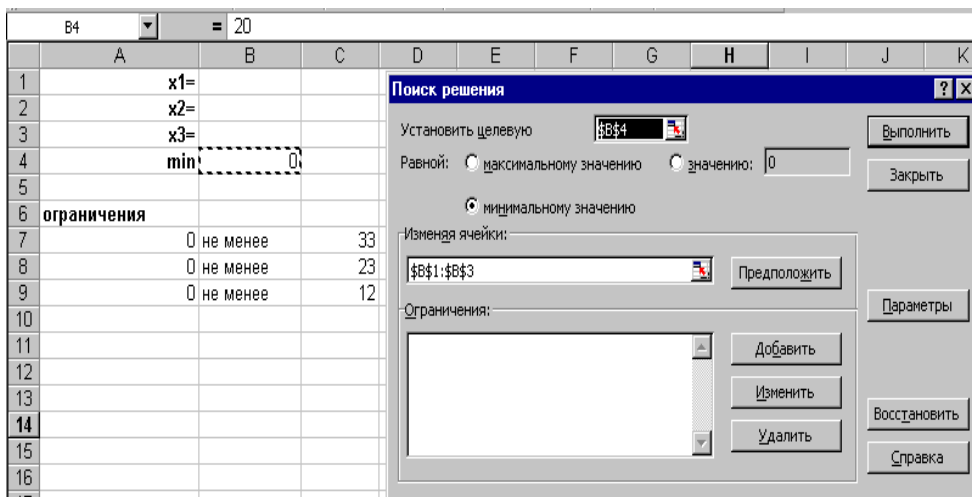 B4 = 20
A B C D E F G H I J K
1 x1=
2 x2=
3 x3=
4 min 0
5
6 ограничения
7 0 не менее 33
8 0 не менее 23
9 0 не менее 12
10
11
12
13
14
15
16
Поиск решения
Установить целевую $B$4
Равной: максимальному значению значению: 0
минимальному значению
Изменяя ячейки:
$B$1:$B$3
Предположить
Ограничения:
Добавить
Изменить
Удалить
Выполнить
Закрыть
Параметры
Восстановить
Справка